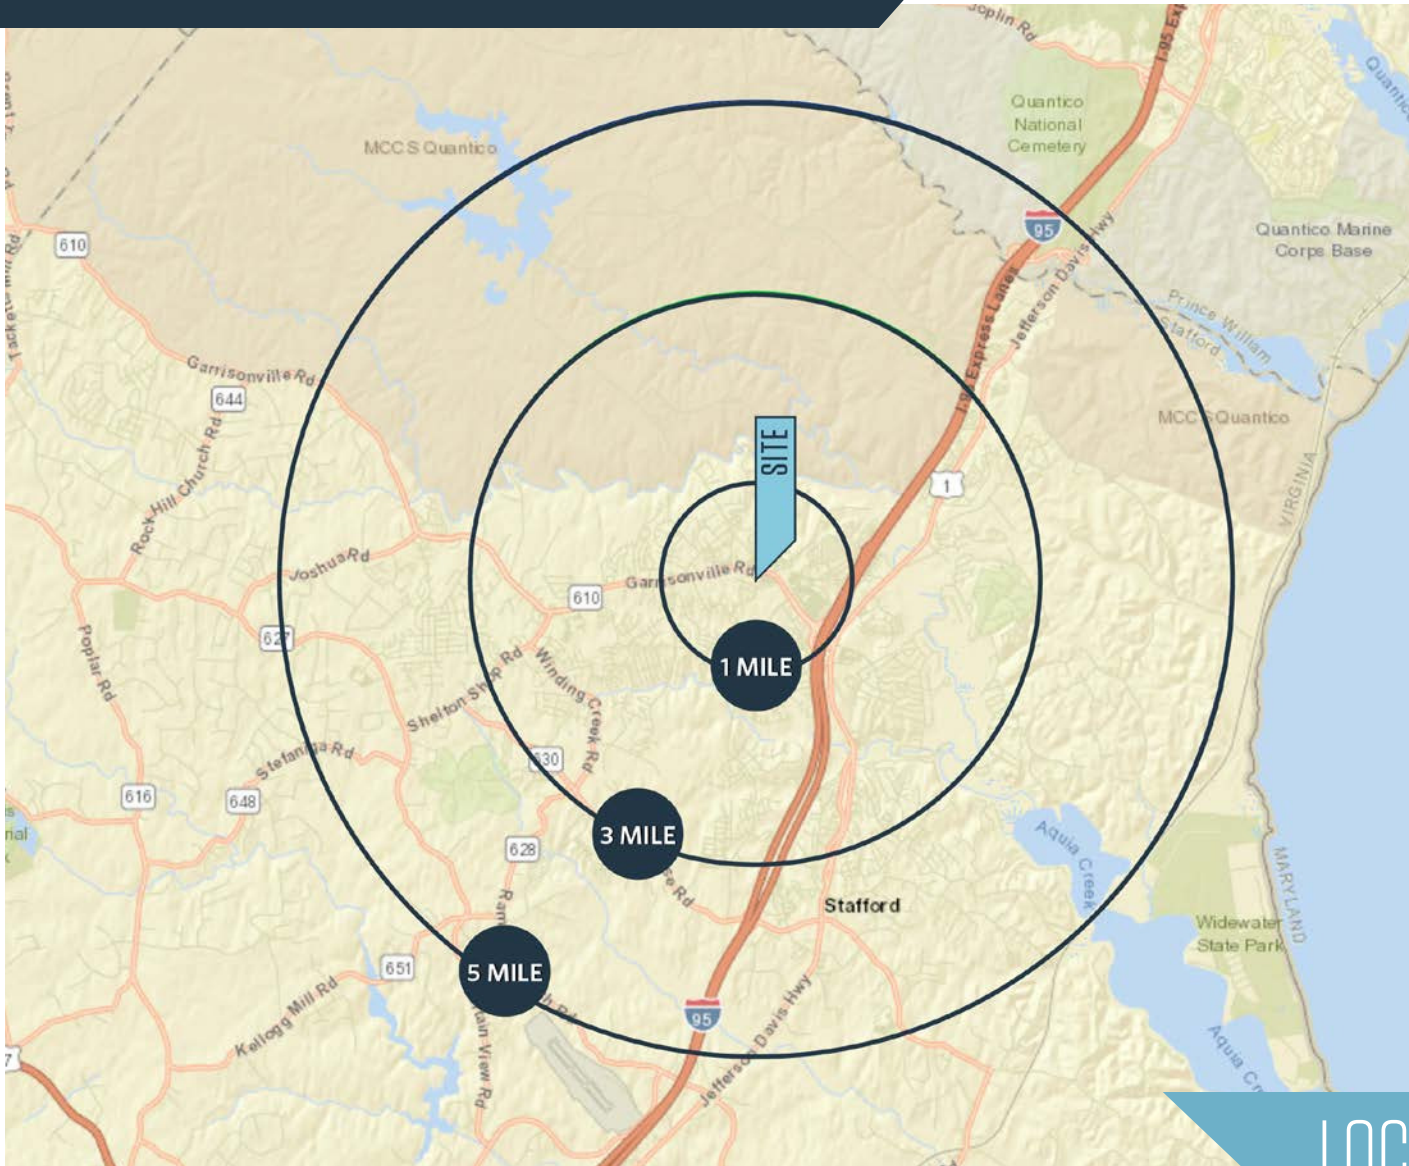 Joplin Rd
I-95 Exp
Quantico
National
Cemetery
MCCS Quantico
95
Jefferson Davis Hwy
Quantico Marine
Corps Base
610
Prince William
Stafford
I-95 Express Lanes
Garrisonville Rd
644
MCCS Quantico
Rock Hill Church Rd
SITE
1
VIRGINIA
Joshua Rd
Garrisonville Rd
610
627
Poplar Rd
Shelton Shop Rd
Winding Creek Rd
1 MILE
Stefaniga Rd
630
616
648
3 MILE
628
Aquia Creek
MARYLAND
Stafford
Widewater
State Park
651
5 MILE
Kellogg Mill Rd
95
Jefferson Davis Hwy
7